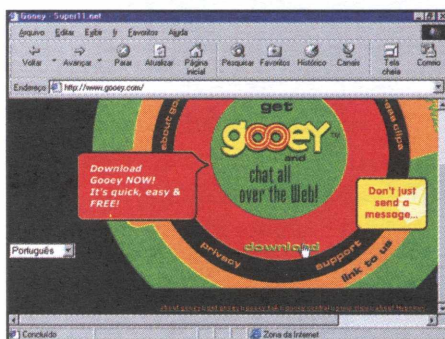 Gooey - Super11.net
Arquivo Editar Exibir Ir Favoritos Ajuda
Voltar Avançar Parar Atualizar Página inicial Pesquisar Favoritos Histórico Canais Tela cheia Correio
Endereço http://www.gooey.com/
get
gooey
and
chat all
over the Web!
Download
Gooey NOW!
It's quick, easy &
FREE!
Don't just
send a
message...
Português
privacy
download
support
link to us
Concluído
Zona da Internet